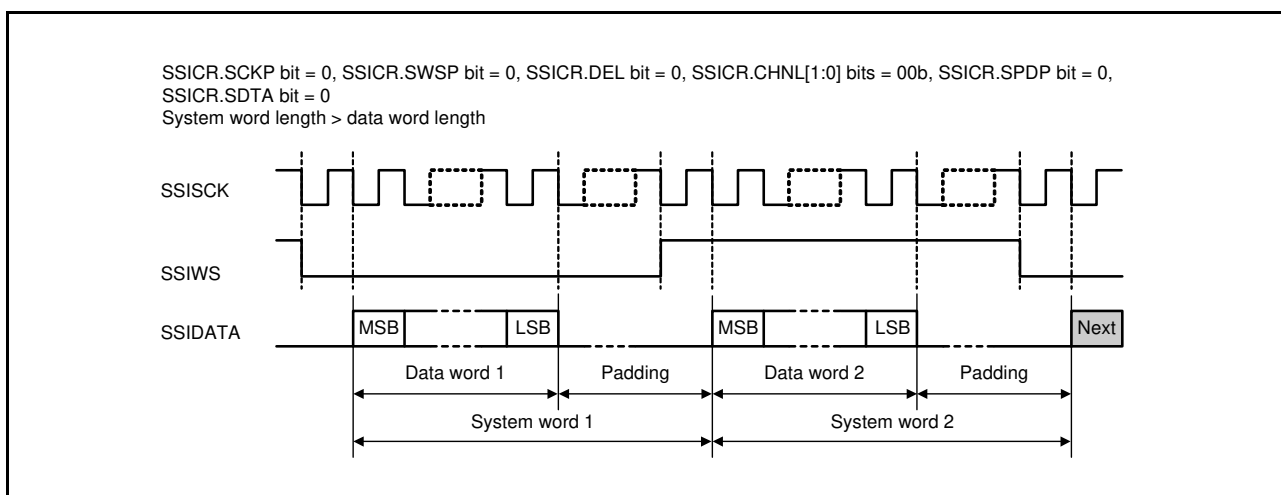 SSICR.SCKP bit = 0, SSICR.SWSP bit = 0, SSICR.DEL bit = 0, SSICR.CHNL[1:0] bits = 00b, SSICR.SPDP bit = 0,
SSICR.SDTA bit = 0
System word length > data word length
SSISCK
SSIWS
SSIDATA
MSB LSB MSB LSB Next
Data word 1 Padding Data word 2 Padding
System word 1 System word 2